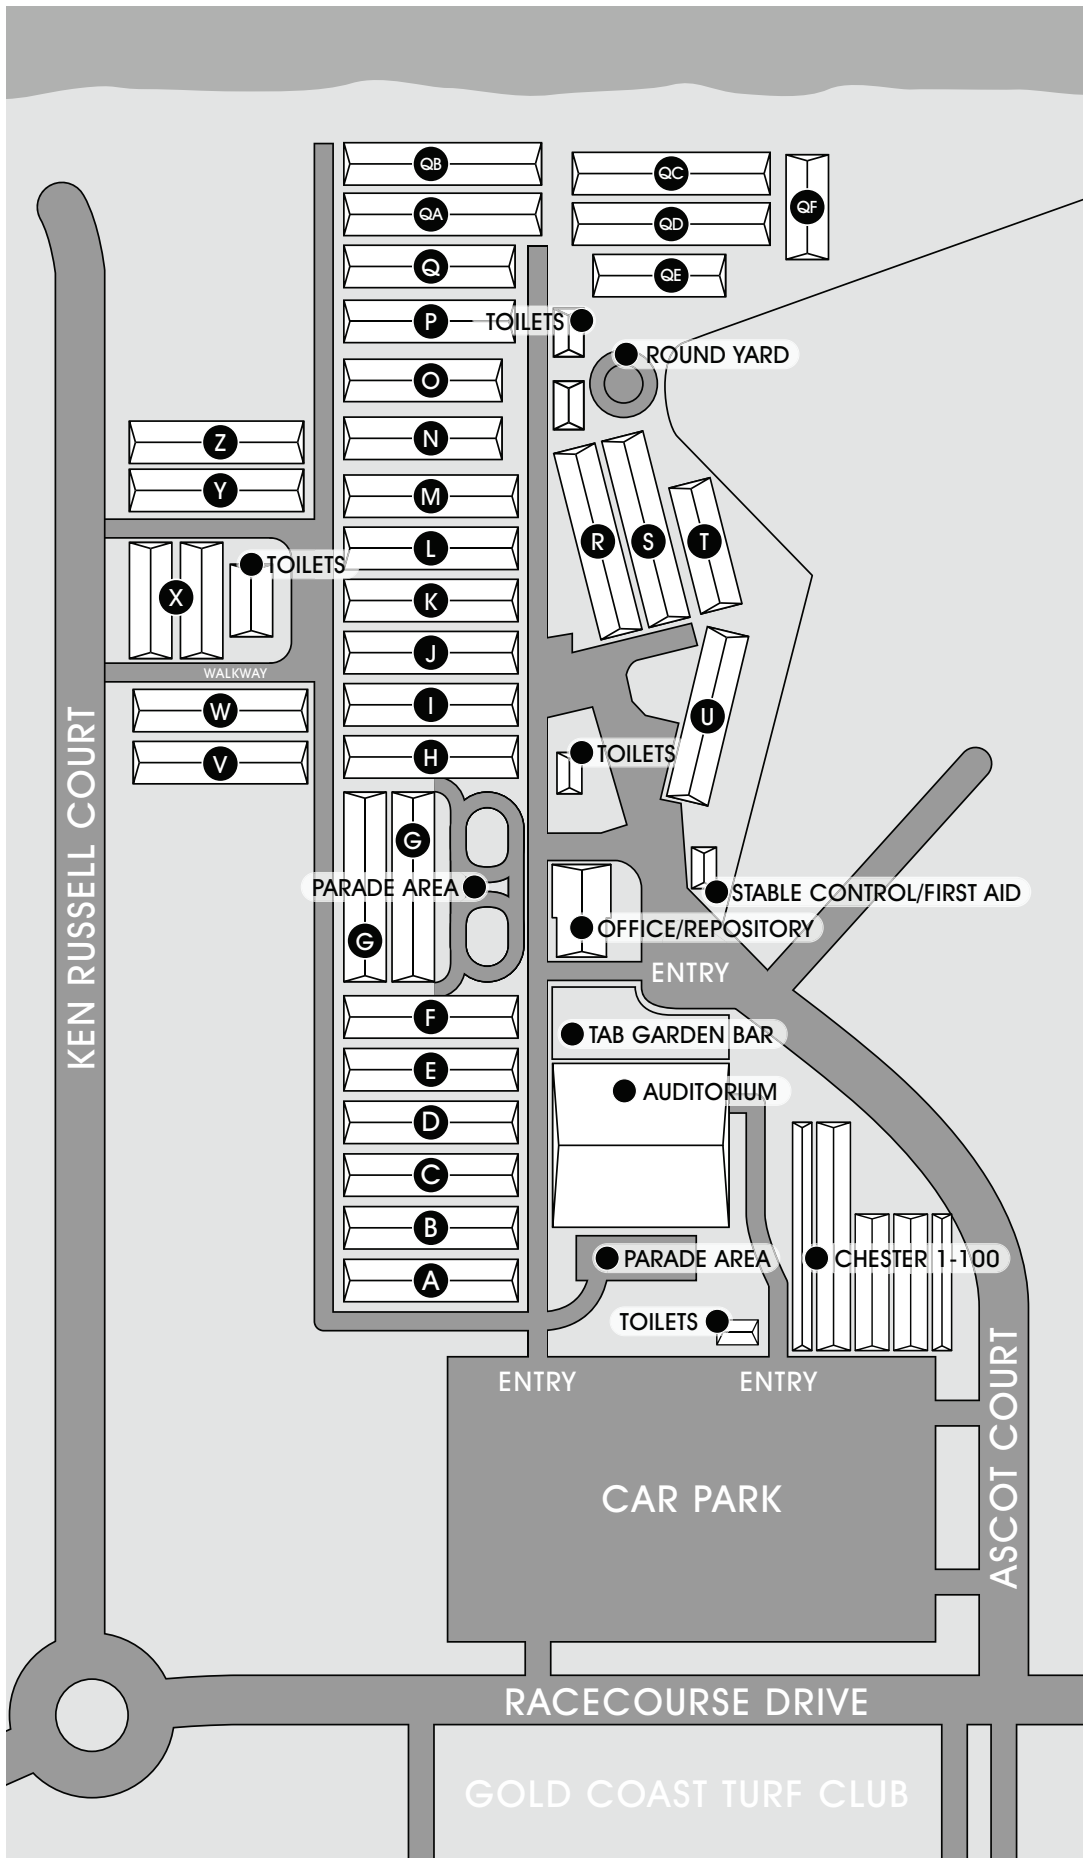 QB
QC
QF
QA
QD
Q
QE
P
TOILETS
ROUND YARD
O
N
Z
Y
M
L
R
S
T
TOILETS
X
K
J
WALKWAY
W
I
U
V
H
TOILETS
G
PARADE AREA
STABLE CONTROL/FIRST AID
G
OFFICE/REPOSITORY
KEN RUSSELL COURT
ENTRY
F
TAB GARDEN BAR
E
AUDITORIUM
D
C
B
PARADE AREA
CHESTER 1-100
A
TOILETS
ENTRY
ENTRY
CAR PARK
ASCOT COURT
RACECOURSE DRIVE
GOLD COAST TURF CLUB